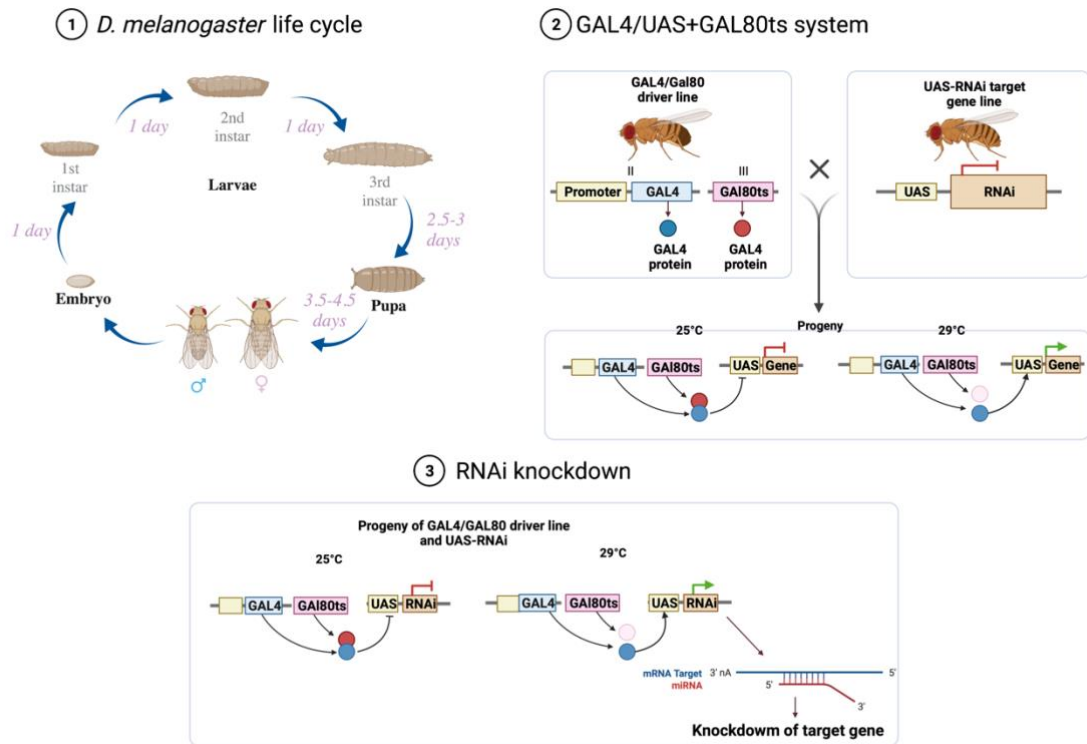 1 D. melanogaster life cycle
1 day
2nd
instar
1 day
1st
instar
Larvae
3rd
instar
1 day
2.5-3
days
Embryo
Pupa
3.5-4.5
days
♂
♀
2 GAL4/UAS+GAL80ts system
GAL4/Gal80
driver line
II
III
Promoter
GAL4
GAl80ts
GAL4
protein
GAL4
protein
×
UAS-RNAi target
gene line
UAS
RNAi
Progeny
25°C
GAL4
GAl80ts
UAS
Gene
29°C
GAL4
GAl80ts
UAS
Gene
3 RNAi knockdown
Progeny of GAL4/GAL80 driver line
and UAS-RNAi
25°C
GAL4
GAl80ts
UAS
RNAi
29°C
GAL4
GAl80ts
UAS
RNAi
mRNA Target
3' nA
5'
miRNA
5'
3'
Knockdowm of target gene